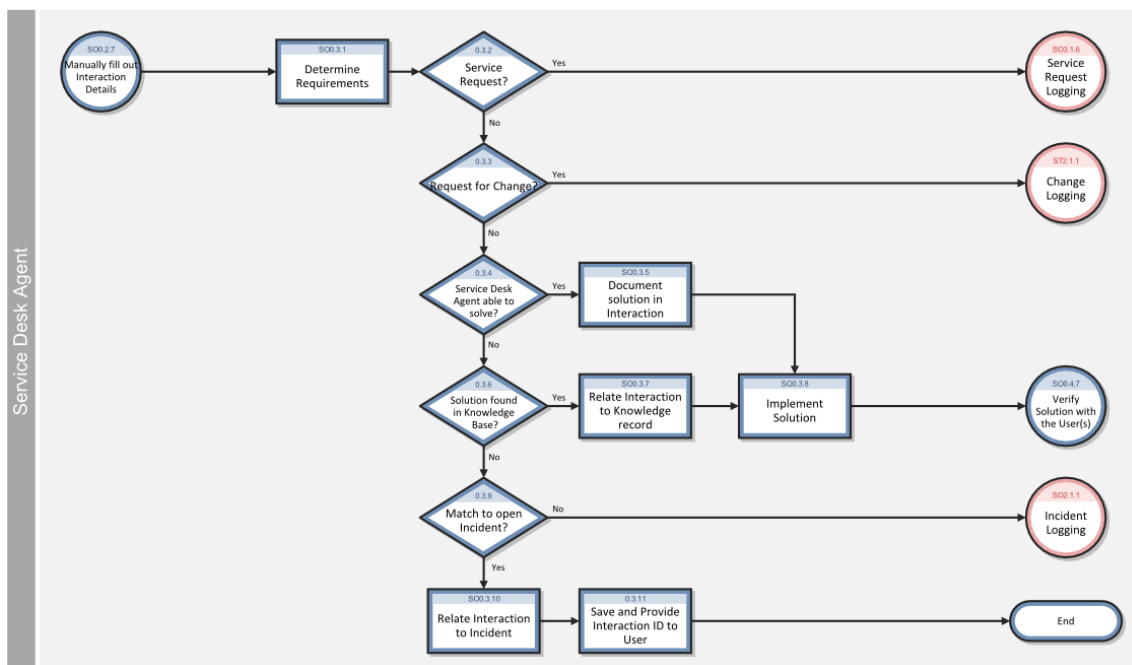 Service Desk Agent
SO0.2.7
Manually fill out
Interaction
Details
SO0.3.1
Determine
Requirements
0.3.2
Service
Request?
Yes
No
SO3.1.6
Service
Request
Logging
0.3.3
Request for Change?
Yes
No
ST2.1.1
Change
Logging
0.3.4
Service Desk
Agent able to
solve?
Yes
No
SO0.3.5
Document
solution in
Interaction
0.3.6
Solution found
in Knowledge
Base?
Yes
No
SO0.3.7
Relate Interaction
to Knowledge
record
SO0.3.8
Implement
Solution
SO0.4.7
Verify
Solution with
the User(s)
0.3.9
Match to open
Incident?
No
Yes
SO2.1.1
Incident
Logging
SO0.3.10
Relate Interaction
to Incident
0.3.11
Save and Provide
Interaction ID to
User
End